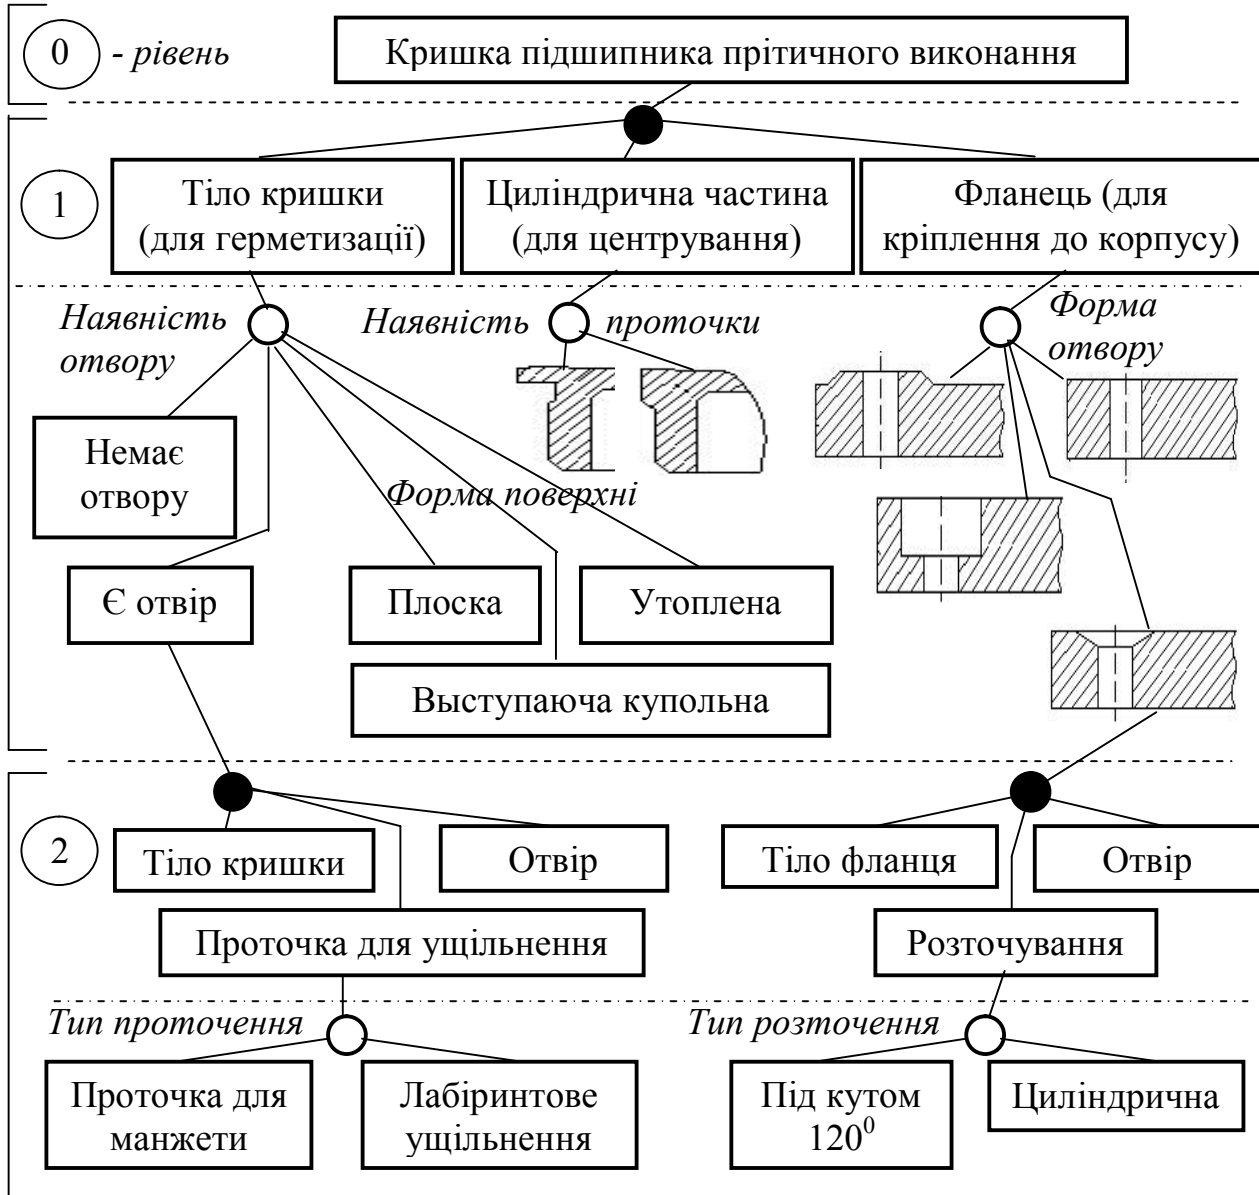 0 - рівень
Кришка підшипника прітичного виконання
1
Тіло кришки
(для герметизації)
Циліндрична частина
(для центрування)
Фланець (для
кріплення до корпусу)
Наявність
отвору
Наявність проточки
Форма
отвору
Немає
отвору
Форма поверхні
Є отвір
Плоска
Утоплена
Выступаюча купольна
2
Тіло кришки
Отвір
Тіло фланця
Отвір
Проточка для ущільнення
Розточування
Тип проточення
Тип розточення
Проточка для
манжети
Лабіринтове
ущільнення
Під кутом
120⁰
Циліндрична